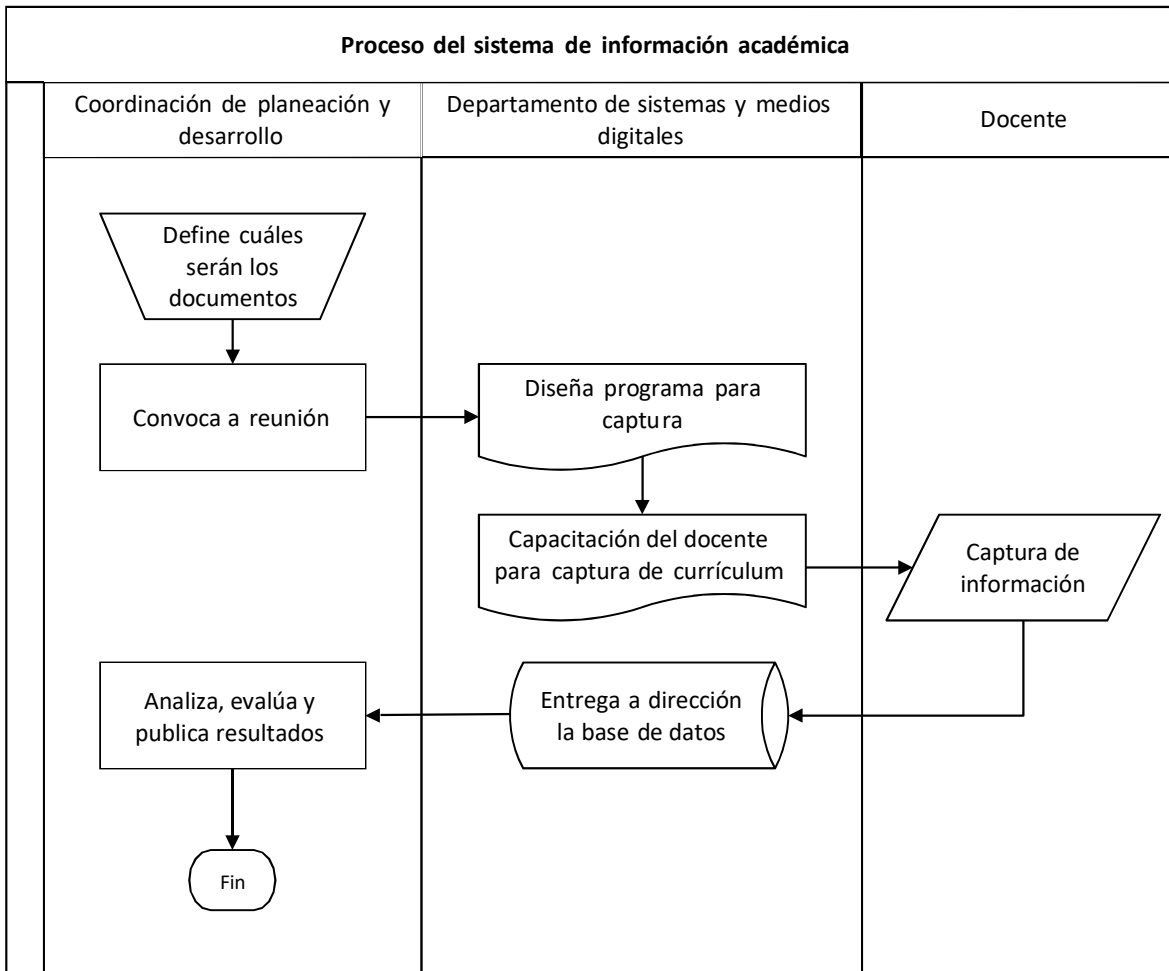 Proceso del sistema de información académica
Coordinación de planeación y
desarrollo
Departamento de sistemas y medios
digitales
Docente
Define cuáles
serán los
documentos
Convoca a reunión
Diseña programa para
captura
Capacitación del docente
para captura de currículum
Captura de
información
Entrega a dirección
la base de datos
Analiza, evalúa y
publica resultados
Fin